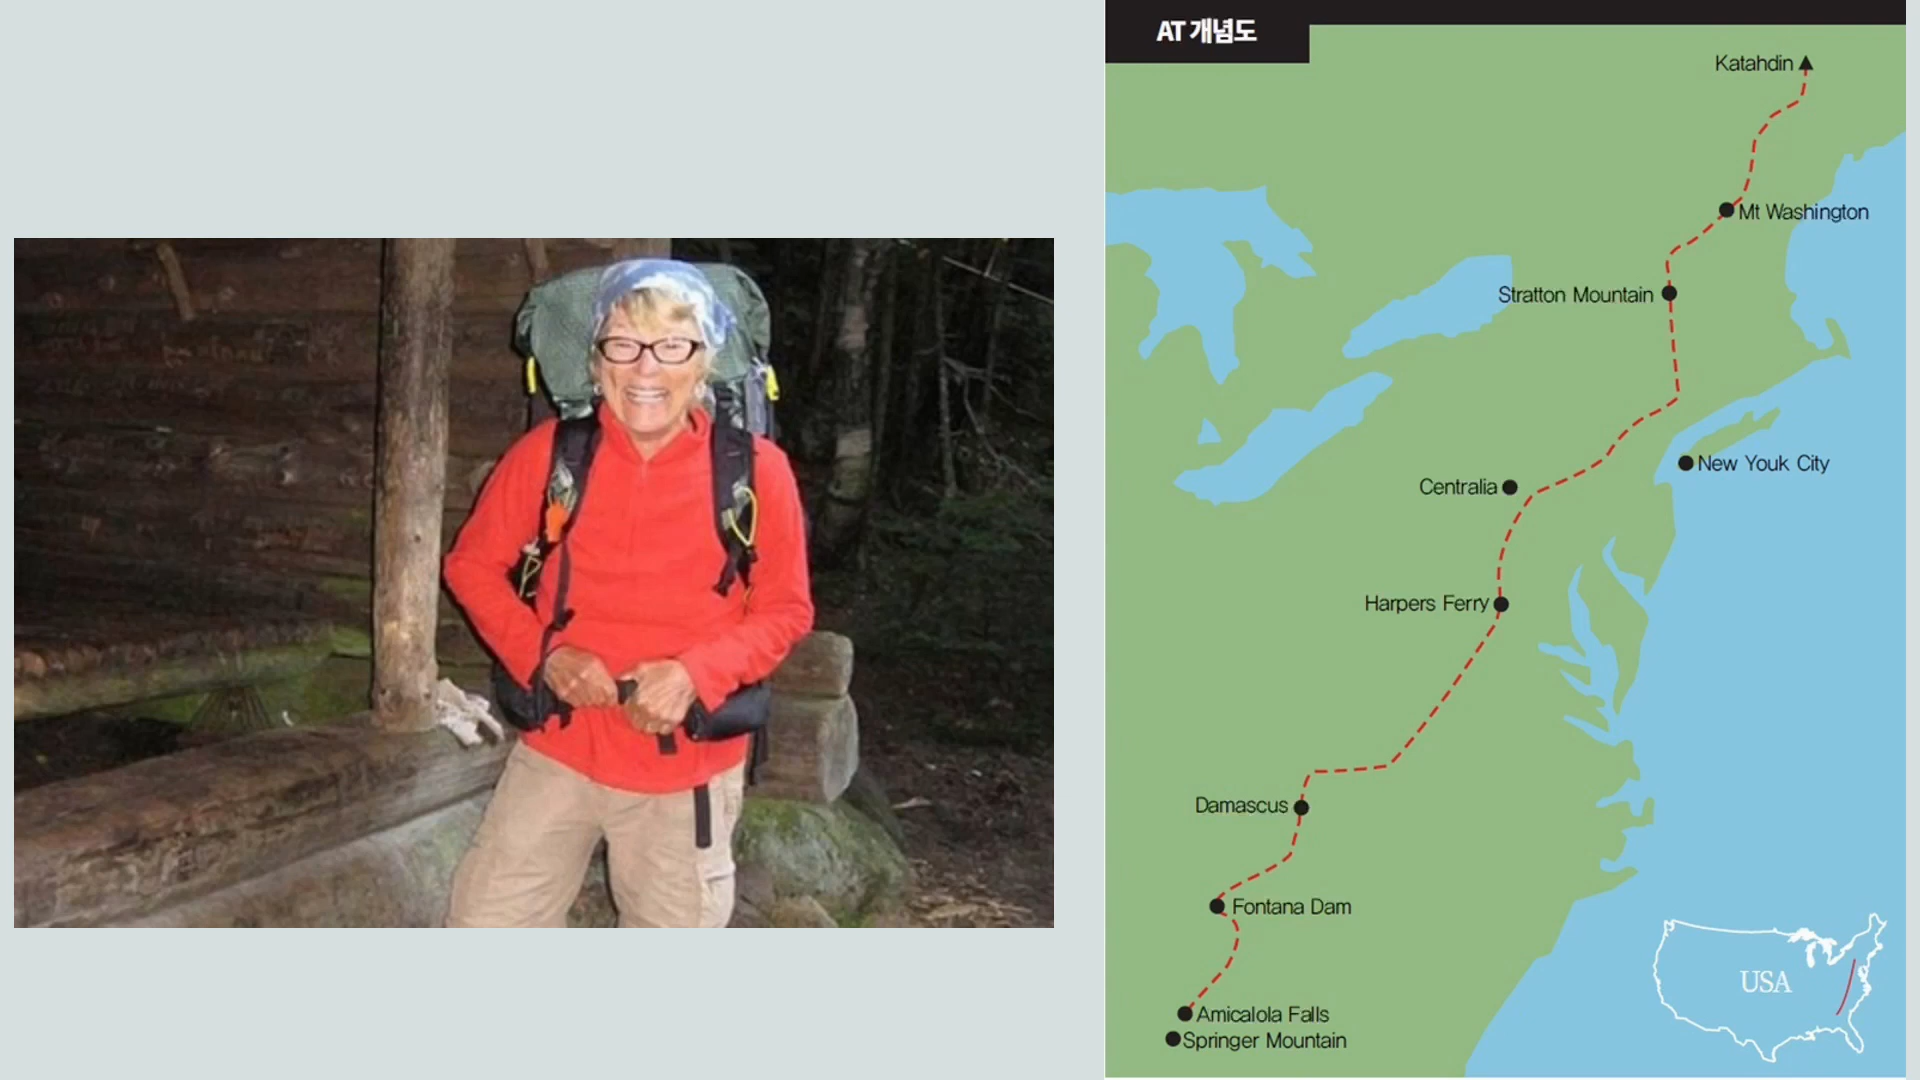 AT 개념도
Katahdin
Mt Washington
Stratton Mountain
New Youk City
Centralia
Harpers Ferry
Damascus
Fontana Dam
Amicalola Falls
Springer Mountain
USA